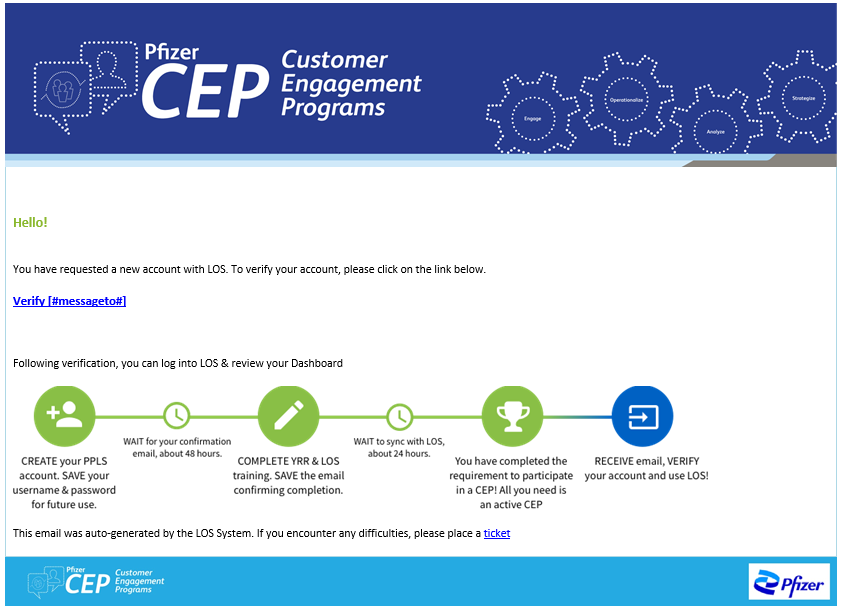 Pfizer
CEP
Customer
Engagement
Programs
Engage
Operationalize
Analyze
Strategize
Hello!
You have requested a new account with LOS. To verify your account, please click on the link below.
Verify [#messageto#]
Following verification, you can log into LOS & review your Dashboard
CREATE your PPLS
account. SAVE your
username & password
for future use.
WAIT for your confirmation
email, about 48 hours.
COMPLETE YRR & LOS
training. SAVE the email
confirming completion.
WAIT to sync with LOS,
about 24 hours.
You have completed the
requirement to participate
in a CEP! All you need is
an active CEP
RECEIVE email, VERIFY
your account and use LOS!
This email was auto-generated by the LOS System. If you encounter any difficulties, please place a ticket
Pfizer
CEP
Customer
Engagement
Programs
Pfizer